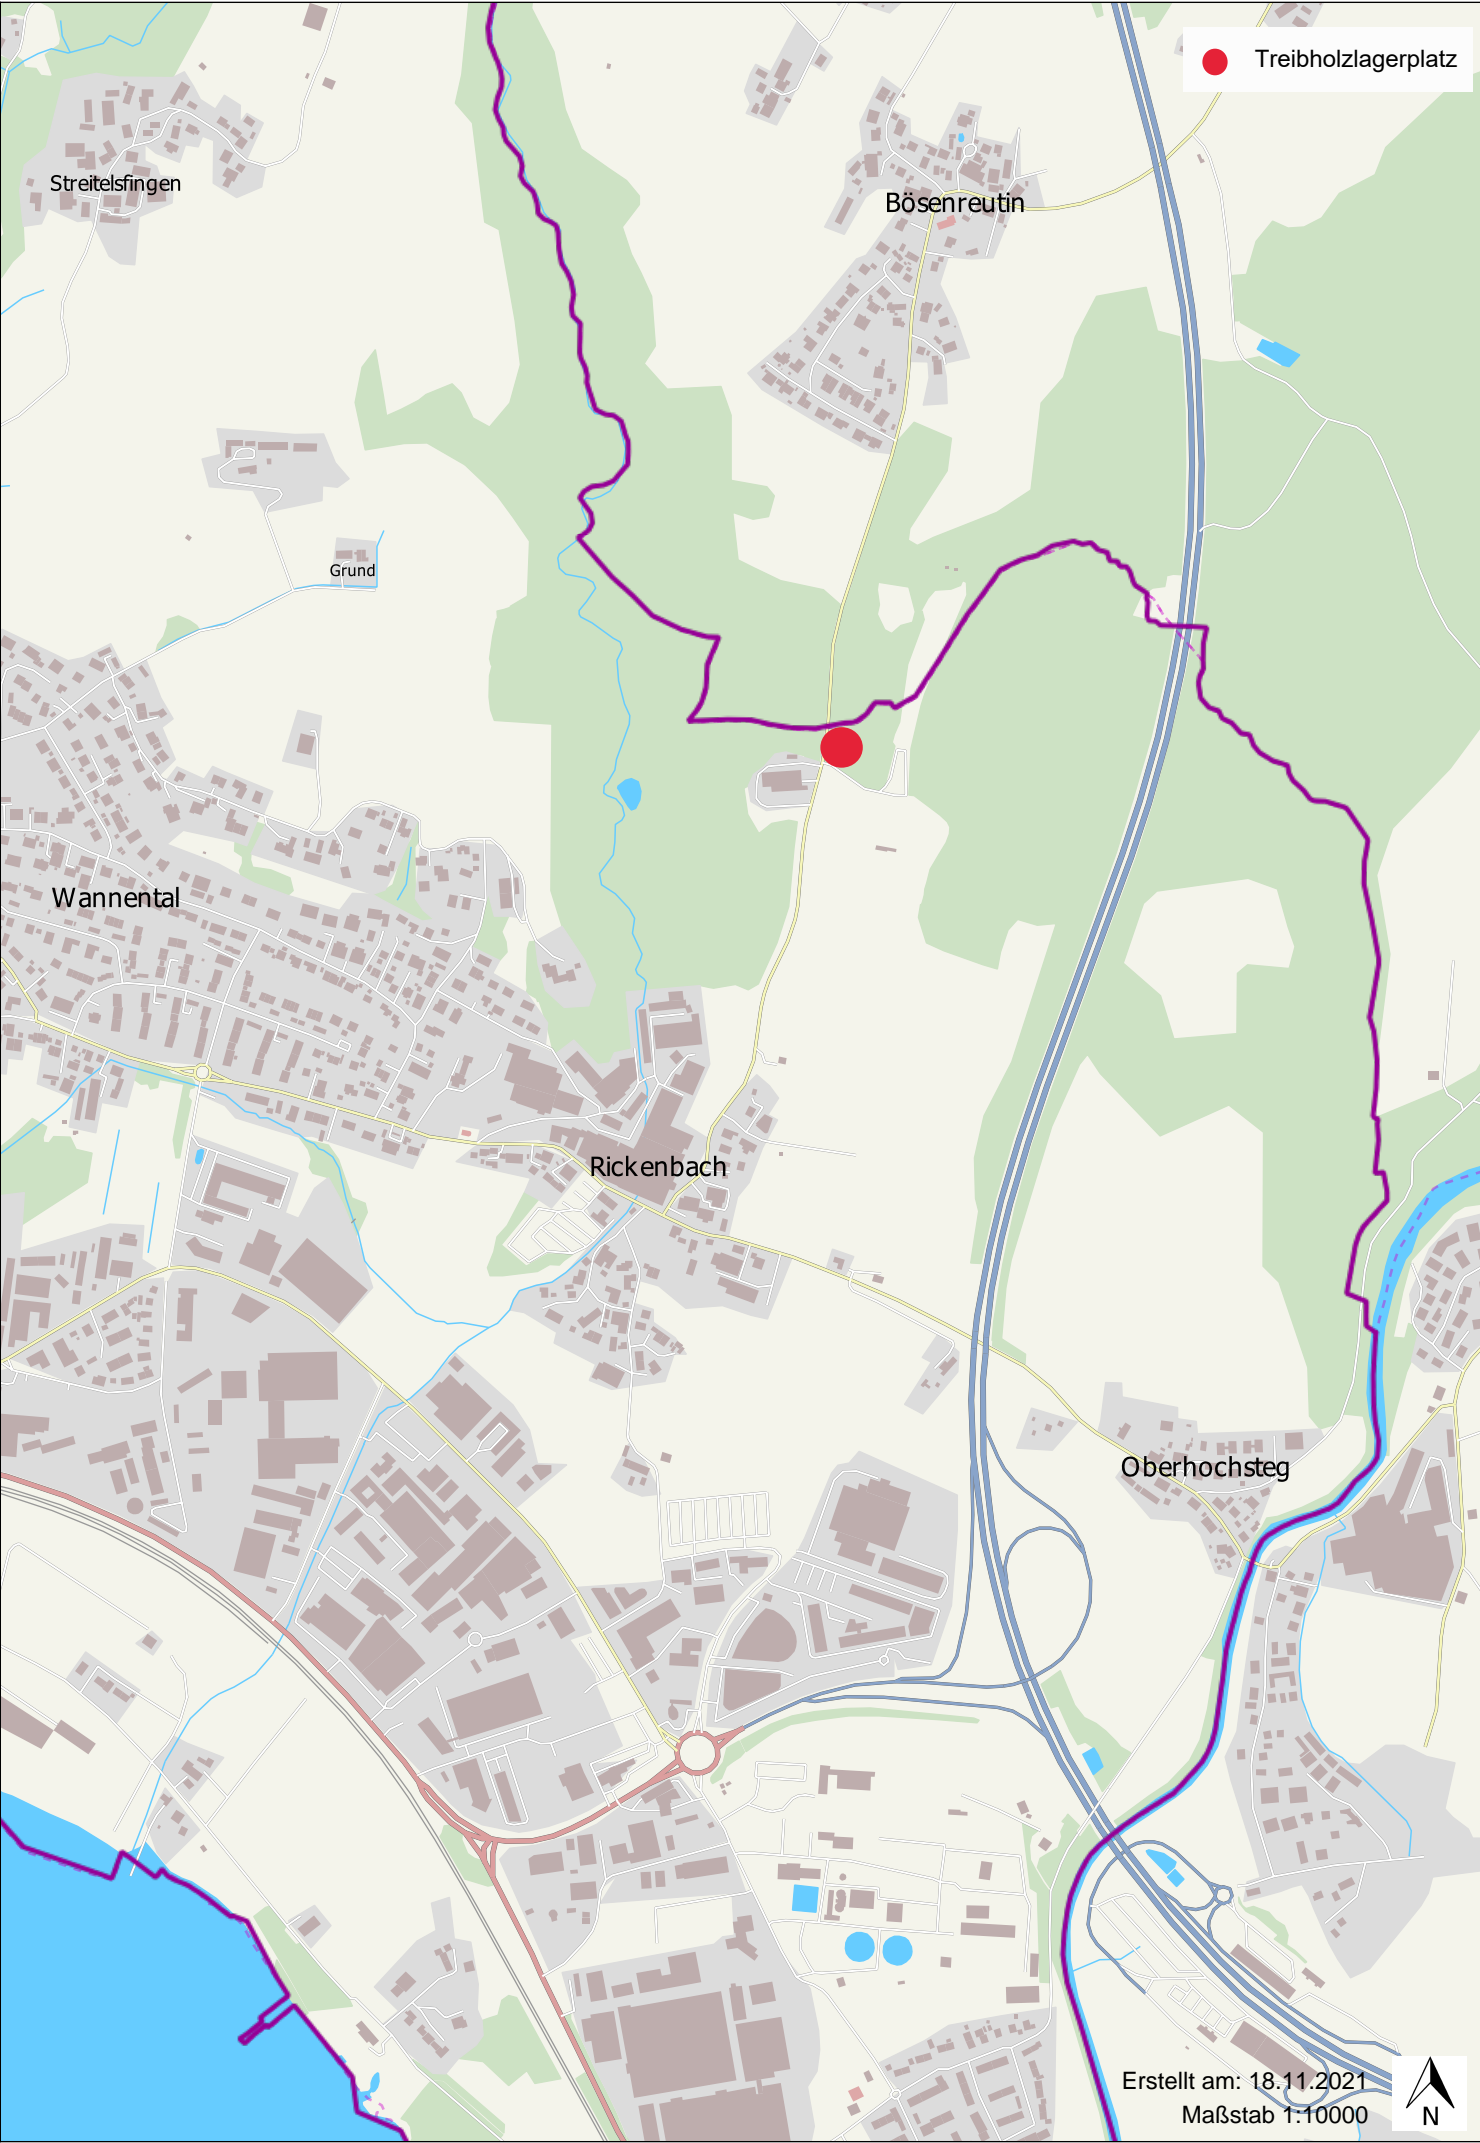 Treibholzlagerplatz
Streitelsfingen
Bösenreutin
Grund
Wannental
Rickenbach
Oberhochsteg
Erstellt am: 18.11.2021
Maßstab 1:10000
N